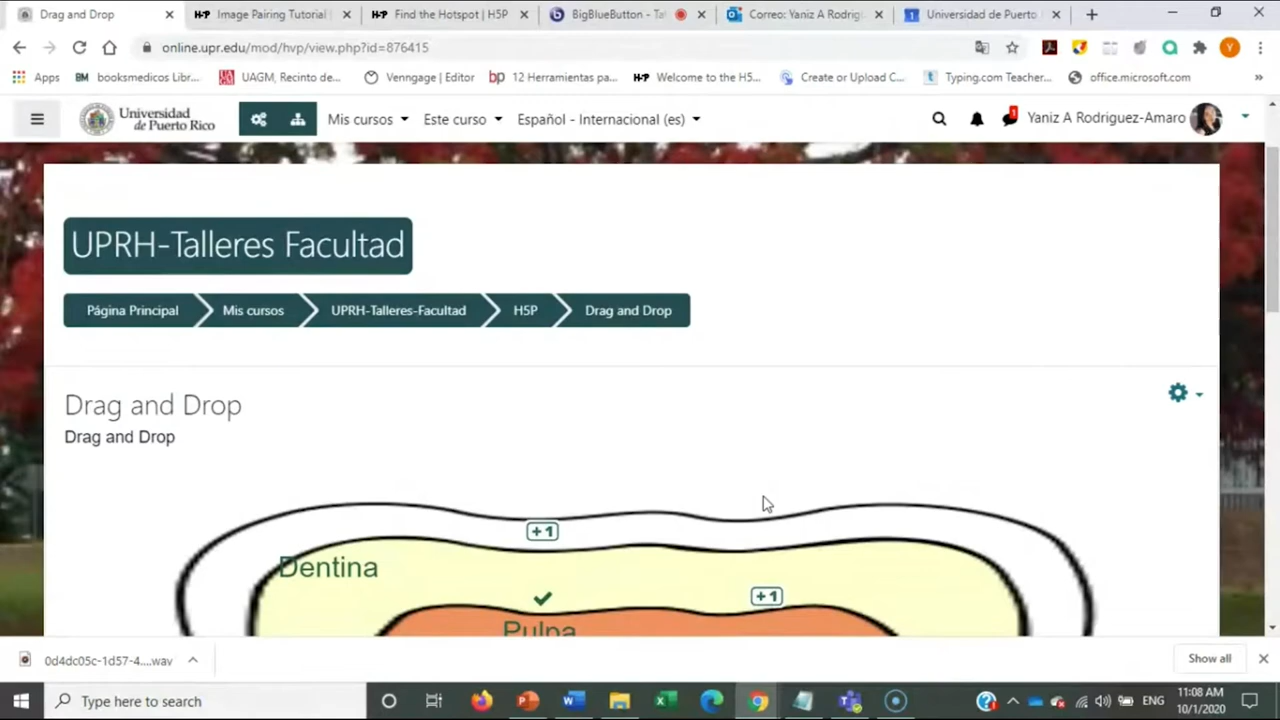 Drag and Drop
H-P Image Pairing Tutorial
H-P Find the Hotspot | H5P
BigBlueButton - Ta
Correo: Yaniz A Rodrig
Universidad de Puerto
online.upr.edu/mod/hvp/view.php?id=876415
Apps
BM booksmedicos Libr...
UAGM, Recinto de...
Venngage | Editor
bp 12 Herramientas pa...
H-P Welcome to the H5...
Create or Upload C...
Typing.com Teacher...
office.microsoft.com
»
Universidad
de Puerto Rico
Mis cursos
Este curso
Español - Internacional (es)
Yaniz A Rodriguez-Amaro
UPRH-Talleres Facultad
Página Principal
Mis cursos
UPRH-Talleres-Facultad
H5P
Drag and Drop
Drag and Drop
Drag and Drop
+1
Dentina
+1
Pulpa
0d4dc05c-1d57-4....wav
Show all
Type here to search
ENG
11:08 AM
10/1/2020